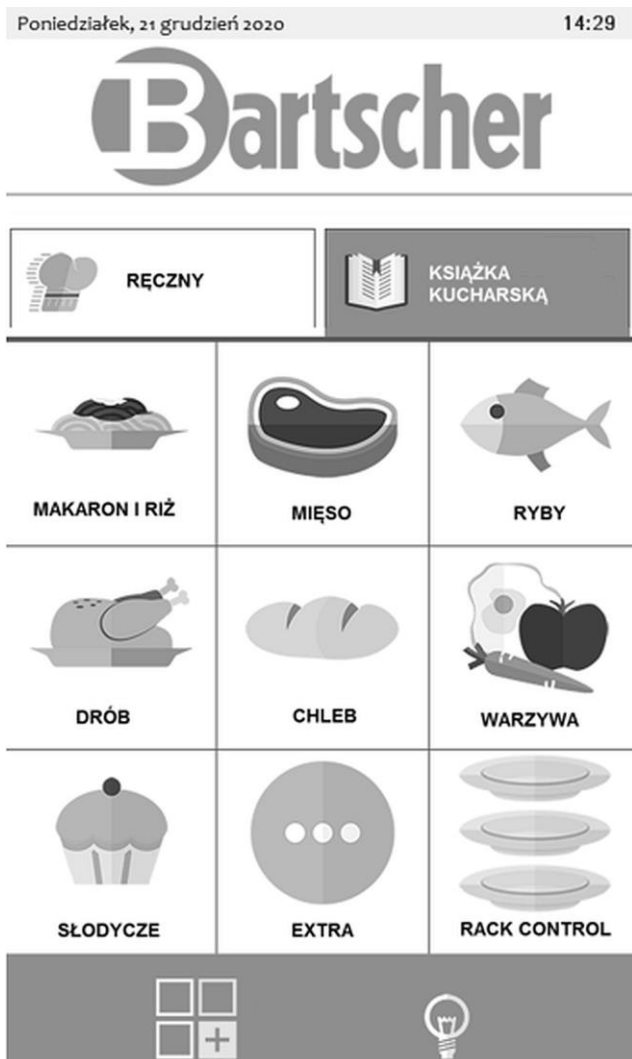 Poniedziałek, 21 grudzień 2020
14:29
Bartscher
RĘCZNY
KSIĄŻKA
KUCHARSKĄ
MAKARON I RIŻ
MIĘSO
RYBY
DRÓB
CHLEB
WARZYWA
SŁODYCZE
EXTRA
RACK CONTROL